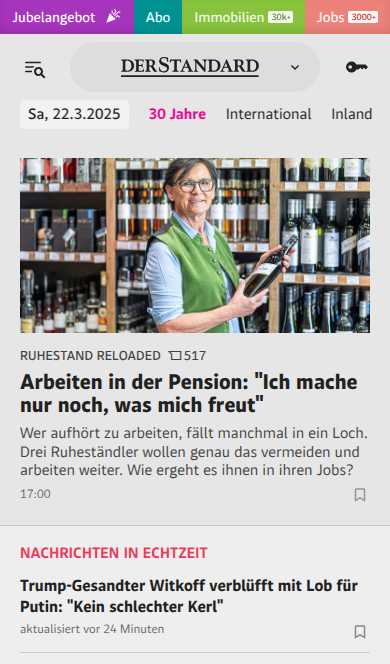 Jubelangebot Abo Immobilien 30k+ Jobs 3000+
DERSTANDARD
Sa, 22.3.2025 30 Jahre International Inland
RUHESTAND RELOADED 517
Arbeiten in der Pension: "Ich mache
nur noch, was mich freut"
Wer aufhört zu arbeiten, fällt manchmal in ein Loch.
Drei Ruheständler wollen genau das vermeiden und
arbeiten weiter. Wie ergeht es ihnen in ihren Jobs?
17:00
NACHRICHTEN IN ECHTZEIT
Trump-Gesandter Witkoff verblüfft mit Lob für
Putin: "Kein schlechter Kerl"
aktualisiert vor 24 Minuten